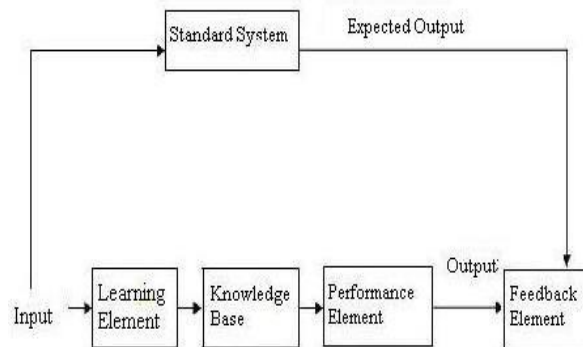 Standard System
Expected Output
Input
Learning
Element
Knowledge
Base
Performance
Element
Output
Feedback
Element